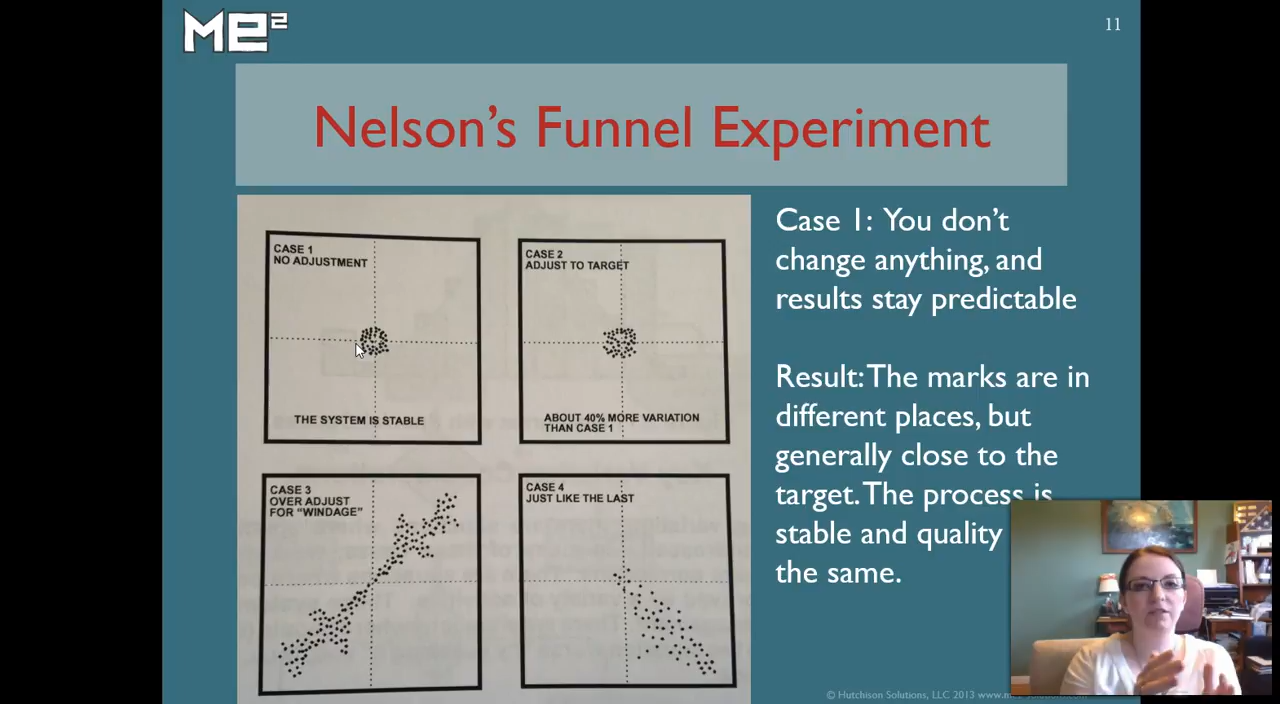 ME2
11
Nelson's Funnel Experiment
CASE 1
NO ADJUSTMENT
THE SYSTEM IS STABLE
CASE 2
ADJUST TO TARGET
ABOUT 40% MORE VARIATION
THAN CASE 1
CASE 3
OVER ADJUST
FOR "WINDAGE"
CASE 4
JUST LIKE THE LAST
Case 1: You don't
change anything, and
results stay predictable
Result: The marks are in
different places, but
generally close to the
target. The process is
stable and quality
the same.
© Hutchison Solutions, LLC 2013